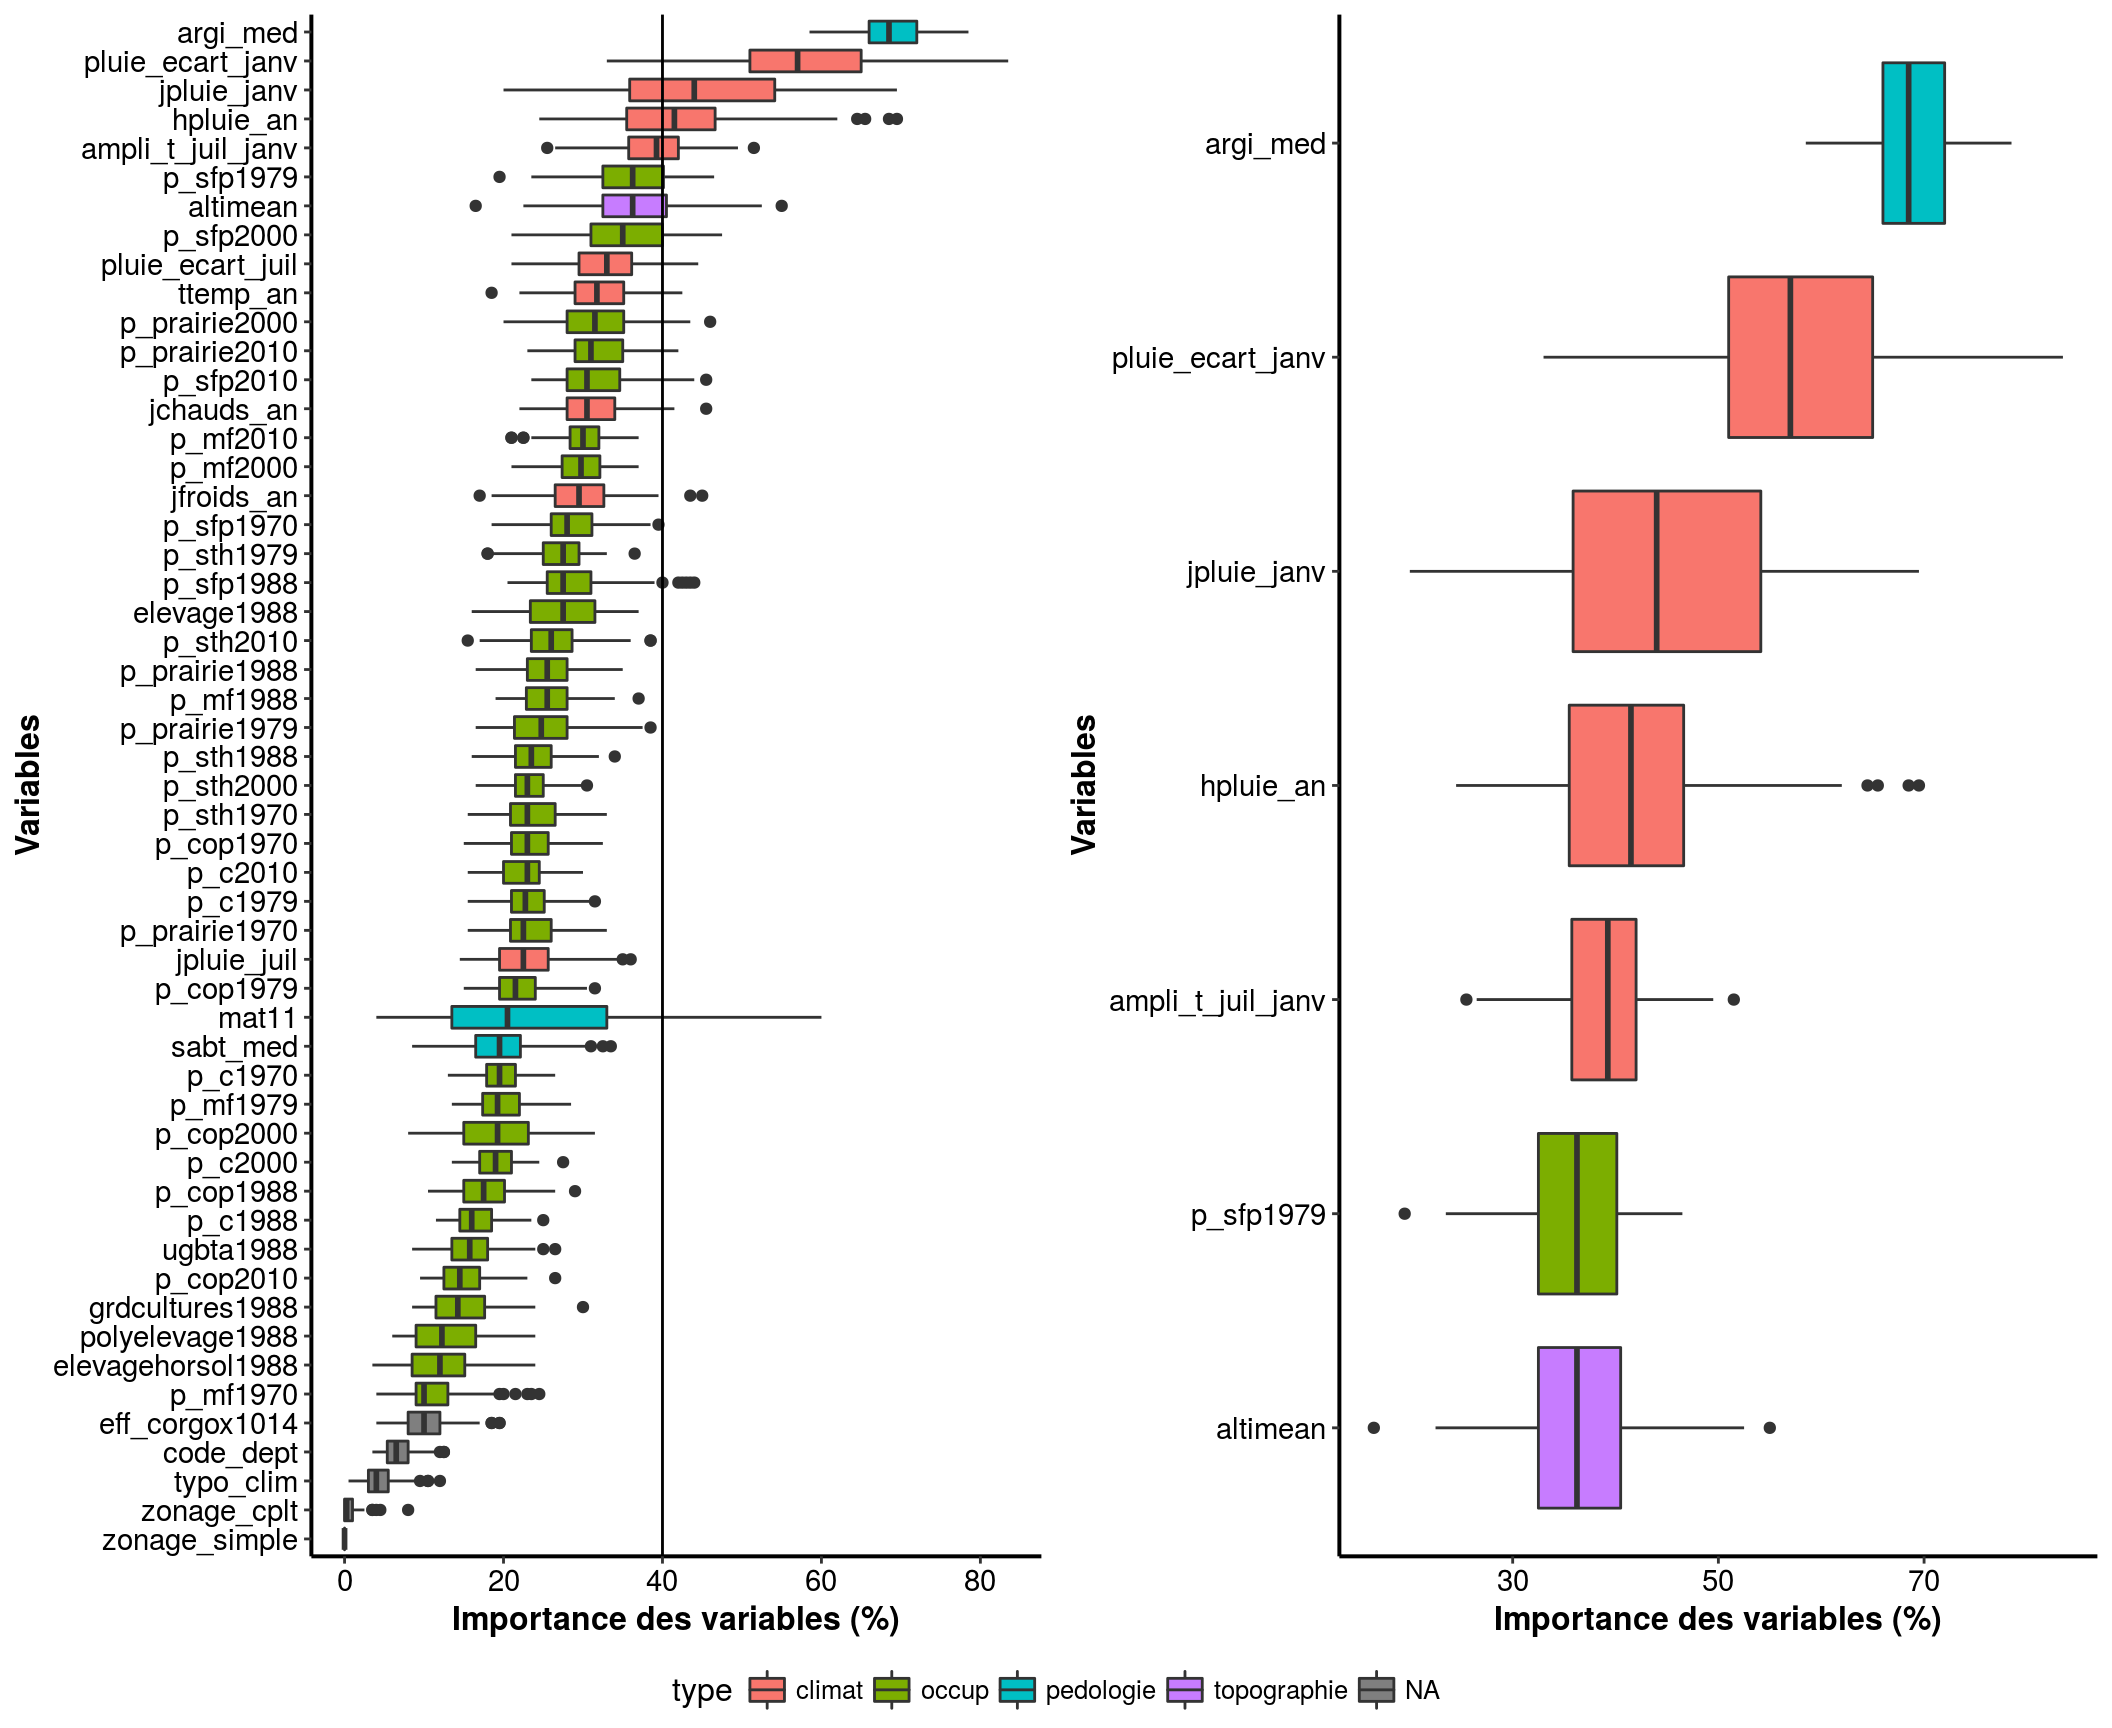 argi_med
pluie_ecart_janv
jpluie_janv
hpluie_an
ampli_t_juil_janv
p_sfp1979
altimean
p_sfp2000
pluie_ecart_juil
ttemp_an
p_prairie2000
p_prairie2010
p_sfp2010
jchauds_an
p_mf2010
p_mf2000
jfroids_an
p_sfp1970
p_sth1979
p_sfp1988
elevage1988
p_sth2010
p_prairie1988
p_mf1988
p_prairie1979
p_sth1988
p_sth2000
p_sth1970
p_cop1970
p_c2010
p_c1979
p_prairie1970
jpluie_juil
p_cop1979
mat11
sabt_med
p_c1970
p_mf1979
p_cop2000
p_c2000
p_cop1988
p_c1988
ugbta1988
p_cop2010
grdcultures1988
polyelevage1988
elevagehorsol1988
p_mf1970
eff_corgox1014
code_dept
typo_clim
zonage_cplt
zonage_simple
Variables
0 20 40 60 80
Importance des variables (%)
argi_med
pluie_ecart_janv
jpluie_janv
hpluie_an
ampli_t_juil_janv
p_sfp1979
altimean
Variables
30 50 70
Importance des variables (%)
type climat occup pedologie topographie NA